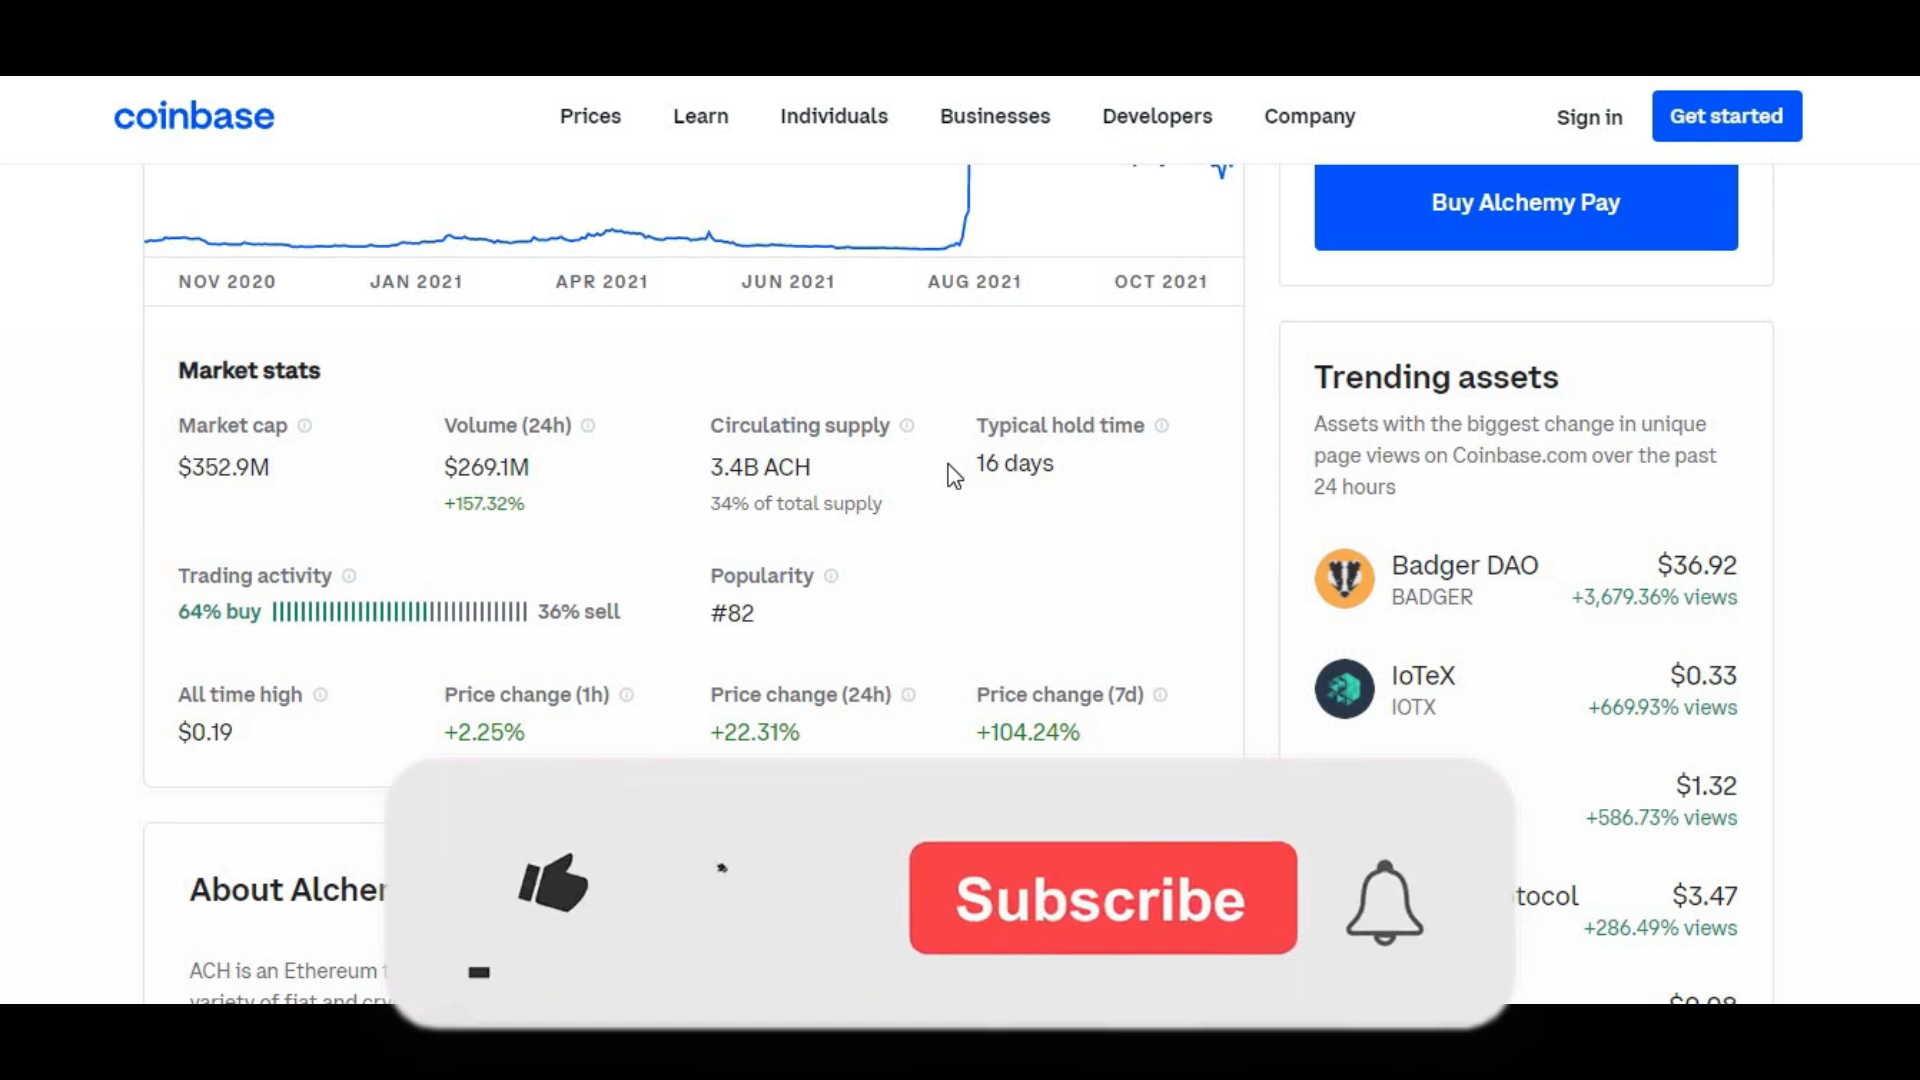 coinbase
Prices
Learn
Individuals
Businesses
Developers
Company
Sign in
Get started
Buy Alchemy Pay
NOV 2020
JAN 2021
APR 2021
JUN 2021
AUG 2021
OCT 2021
Market stats
Market cap
$352.9M
Volume (24h)
$269.1M
+157.32%
Circulating supply
3.4B ACH
34% of total supply
Typical hold time
16 days
Trading activity
64% buy
36% sell
Popularity
#82
All time high
$0.19
Price change (1h)
+2.25%
Price change (24h)
+22.31%
Price change (7d)
+104.24%
Trending assets
Assets with the biggest change in unique
page views on Coinbase.com over the past
24 hours
Badger DAO
$36.92
BADGER
+3,679.36% views
IoTeX
$0.33
IOTX
+669.93% views
$1.32
+586.73% views
tocol
$3.47
+286.49% views
About Alcher
ACH is an Ethereum
variety of fiat and
Subscribe